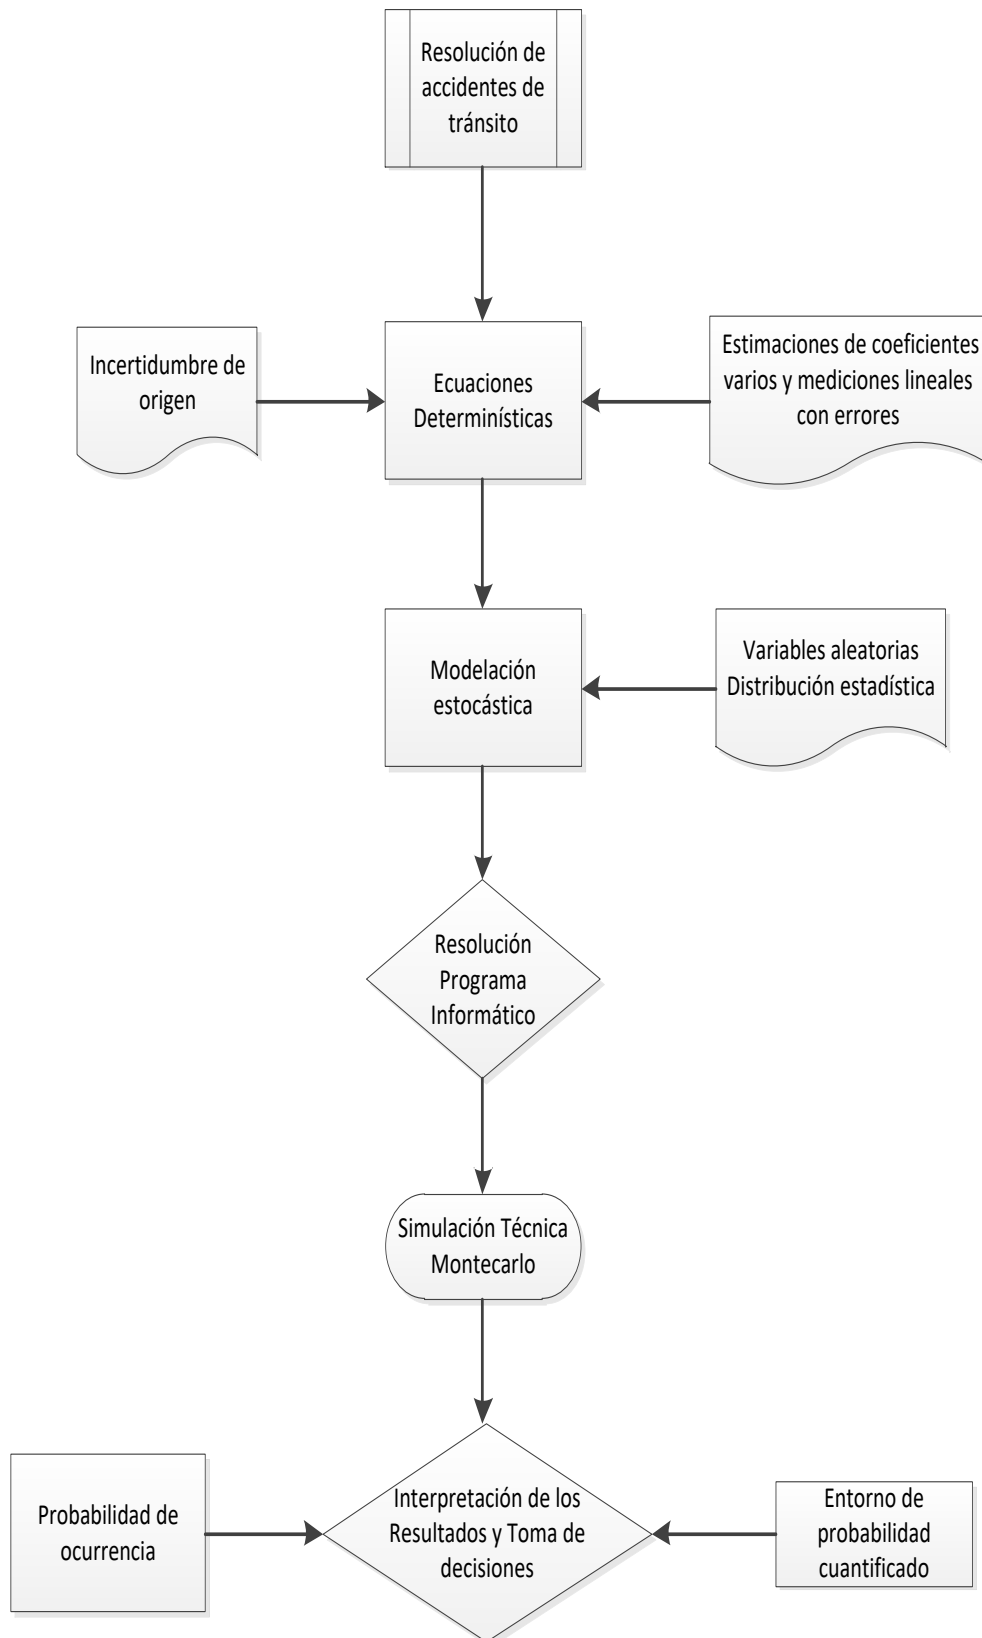 Resolución de
accidentes de
tránsito
Incertidumbre de
origen
Ecuaciones
Determinísticas
Estimaciones de coeficientes
varios y mediciones lineales
con errores
Modelación
estocástica
Variables aleatorias
Distribución estadística
Resolución
Programa
Informático
Simulación Técnica
Montecarlo
Probabilidad de
ocurrencia
Interpretación de los
Resultados y Toma de
decisiones
Entorno de
probabilidad
cuantificado